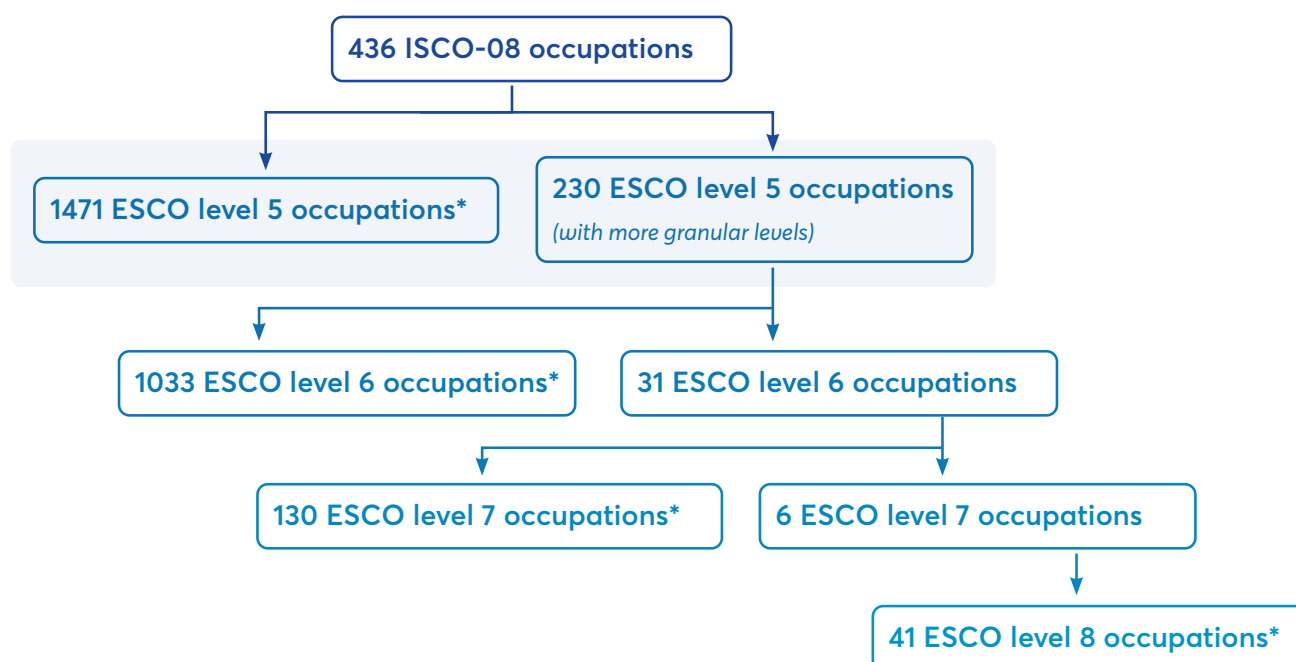 436 ISCO-08 occupations
1471 ESCO level 5 occupations*
230 ESCO level 5 occupations
(with more granular levels)
1033 ESCO level 6 occupations*
31 ESCO level 6 occupations
130 ESCO level 7 occupations*
6 ESCO level 7 occupations
41 ESCO level 8 occupations*